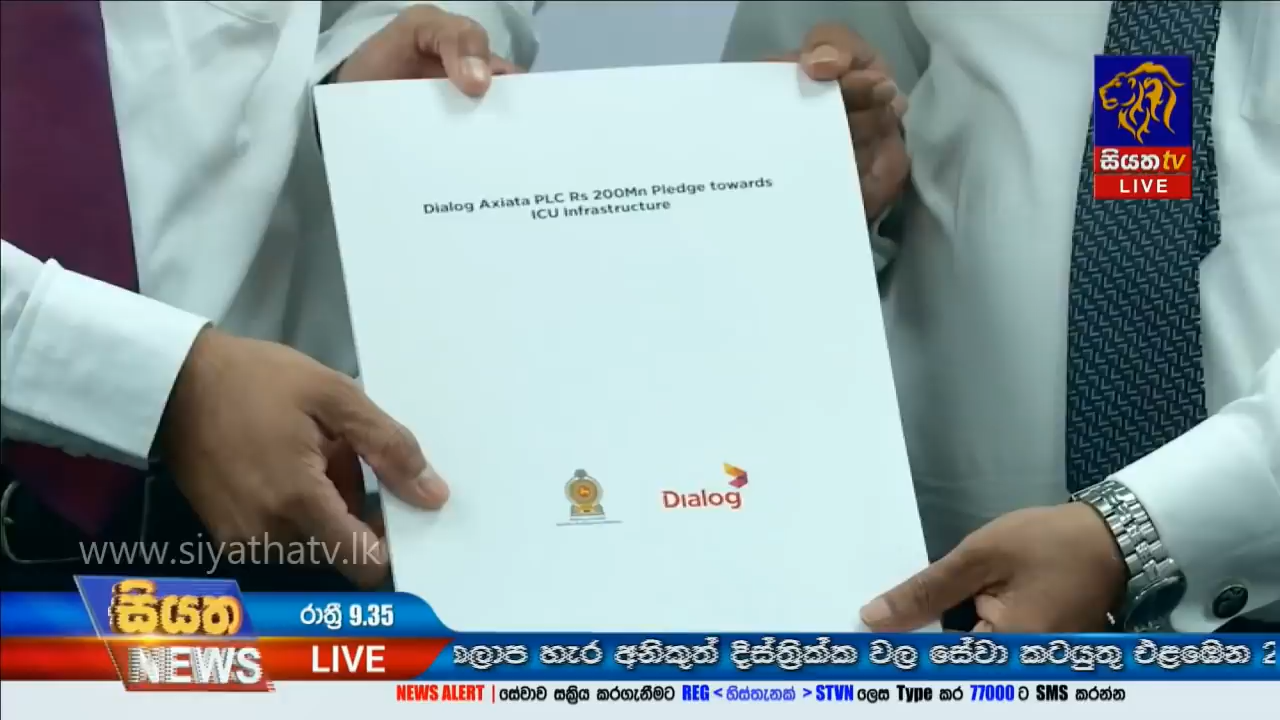 සියත tv
LIVE
Dialog Axiata PLC Rs 200Mn Pledge towards
ICU Infrastructure
Dialog
www.siyathatv.lk
සියත
NEWS
රාත්‍රී 9.35
LIVE
හැර අනිකුත් දිස්ත්‍රික්ක වල සේවා කටයුතු එළඹෙන
NEWS ALERT | සේවාව සක්‍රිය කරගැනීමට REG < හිස්තැනක් > STVN ලෙස Type කර 77000 ට SMS කරන්න